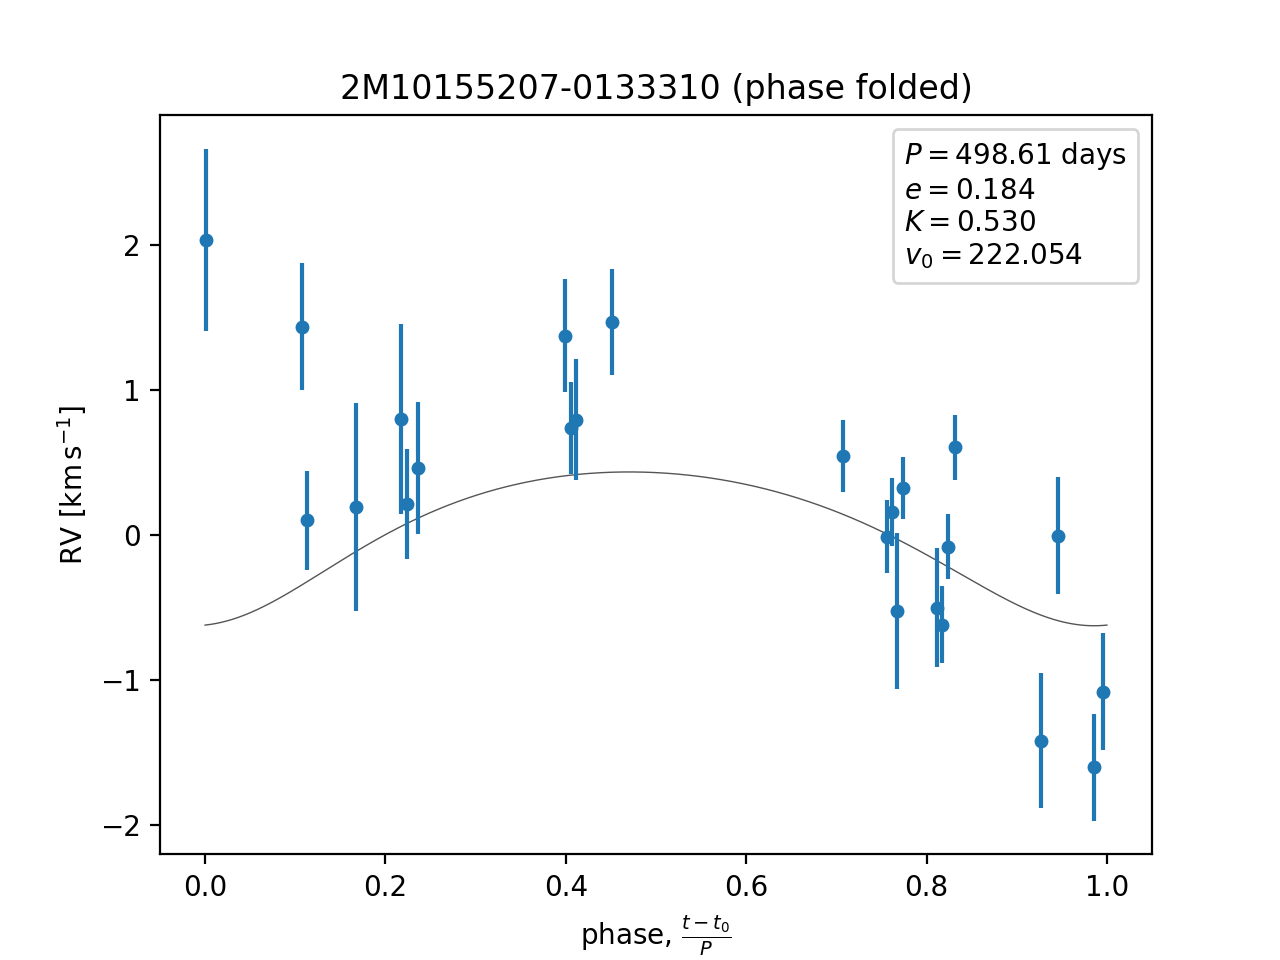 2M10155207-0133310 (phase folded)
P = 498.61 days
e = 0.184
K = 0.530
v₀ = 222.054
RV [km s⁻¹]
2
1
0
−1
−2
0.0 0.2 0.4 0.6 0.8 1.0
phase, (t − t₀)/P